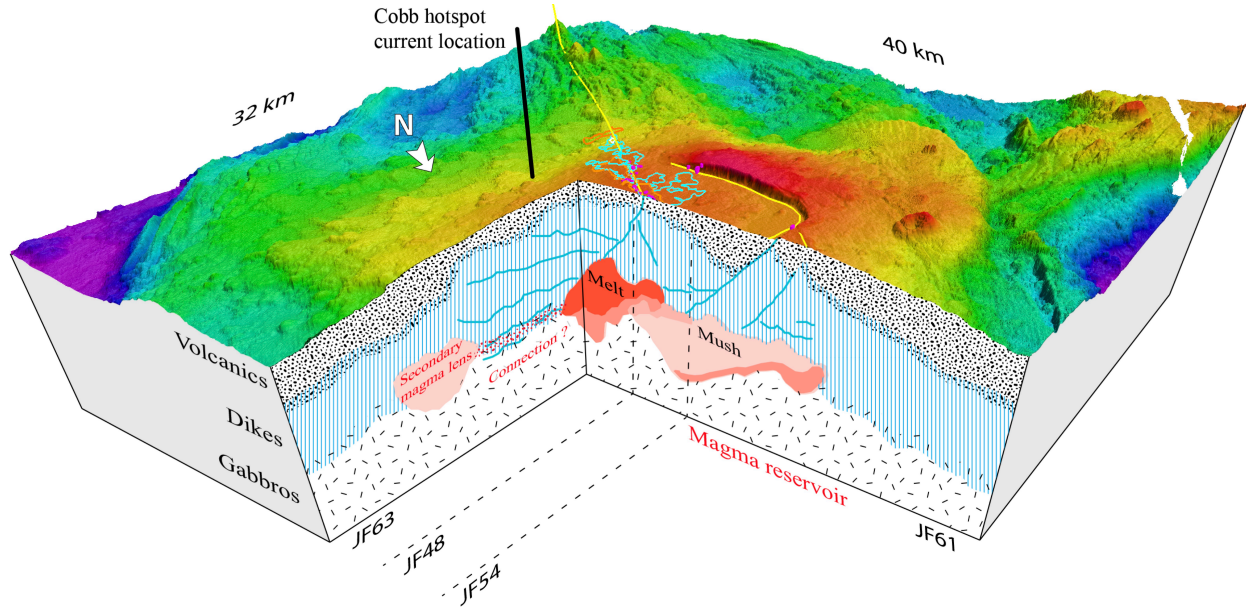 Cobb hotspot
current location
40 km
32 km
N
Melt
Mush
Volcanics
Secondary
magma lens
Connection ?
Dikes
Gabbros
Magma reservoir
JF63
JF48
JF54
JF61